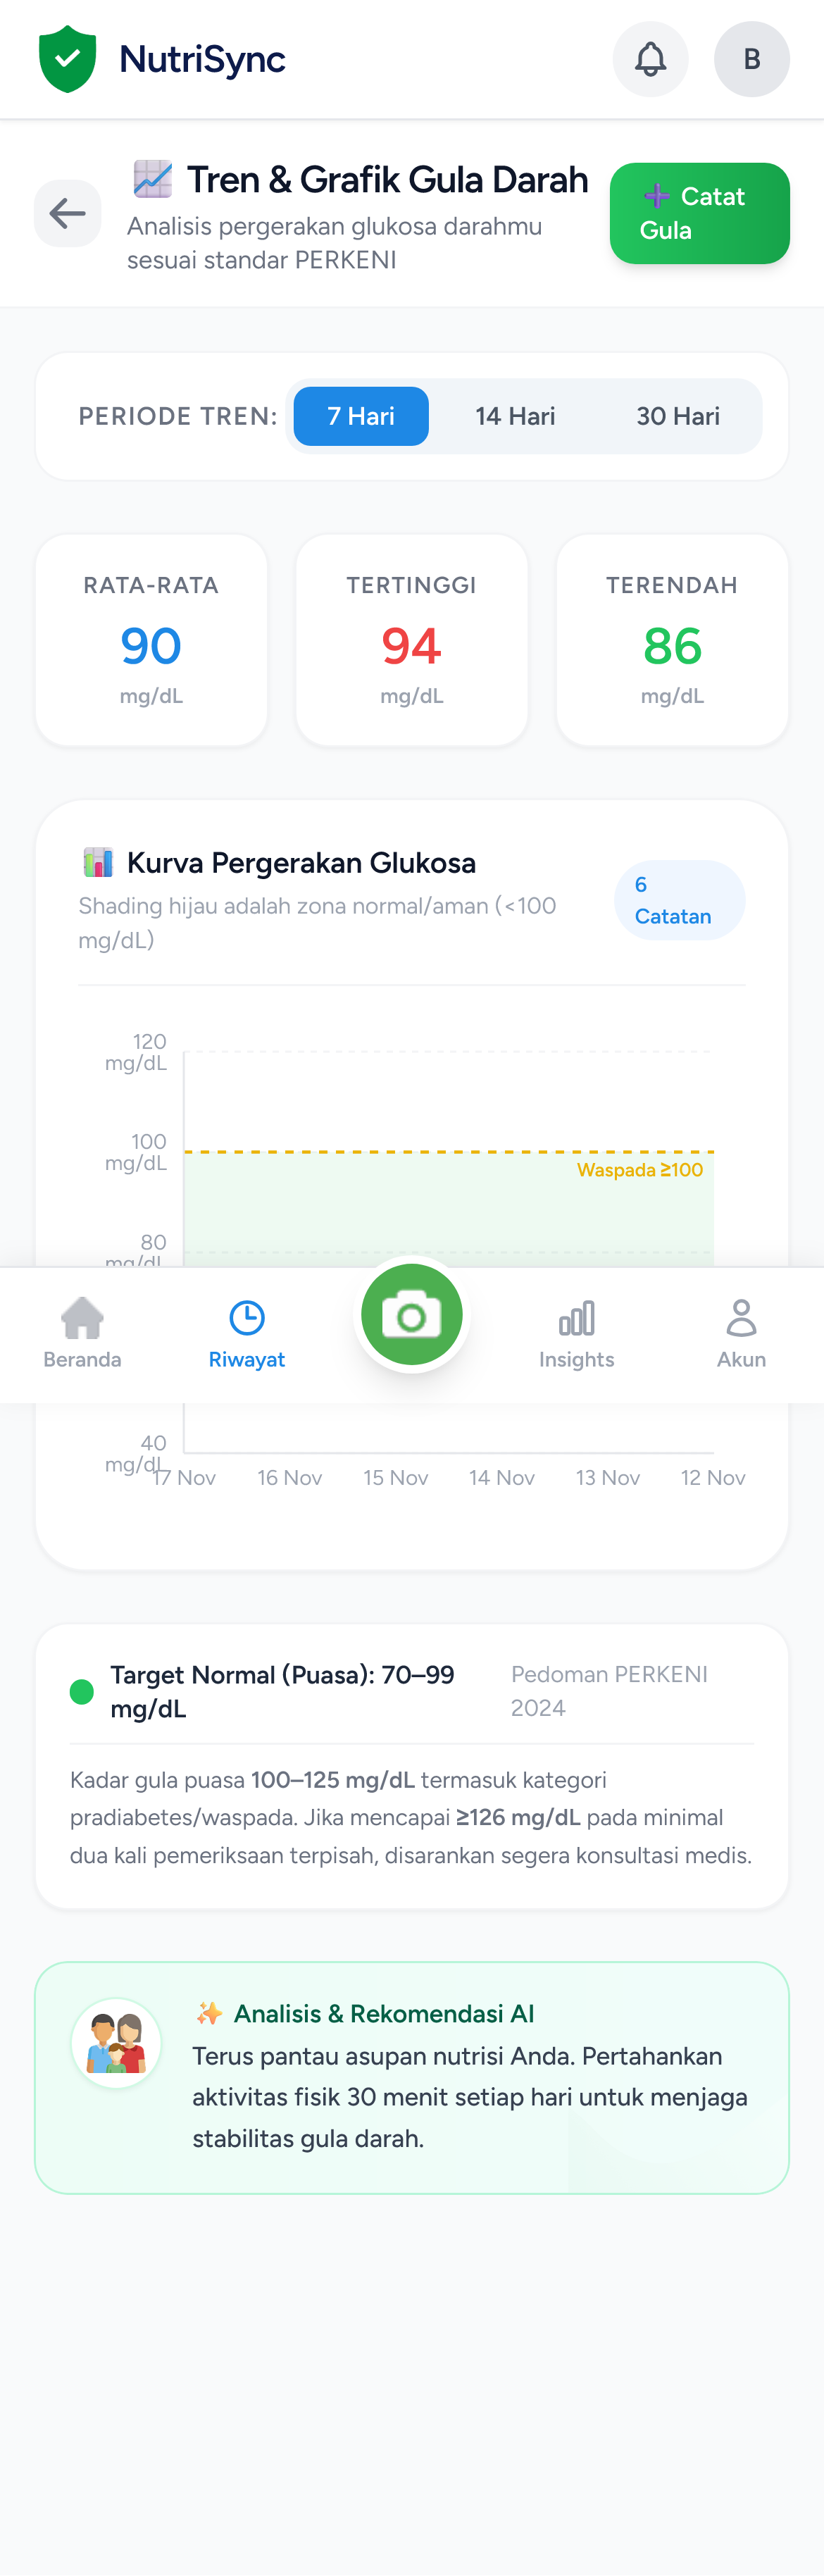 NutriSync
B
Tren & Grafik Gula Darah
Analisis pergerakan glukosa darahmu
sesuai standar PERKENI
Catat
Gula
PERIODE TREN:
7 Hari
14 Hari
30 Hari
RATA-RATA
90
mg/dL
TERTINGGI
94
mg/dL
TERENDAH
86
mg/dL
Kurva Pergerakan Glukosa
Shading hijau adalah zona normal/aman (<100
mg/dL)
6
Catatan
120
mg/dL
100
mg/dL
Waspada ≥100
80
mg/dL
Beranda
Riwayat
Insights
Akun
40
mg/dL
17 Nov
16 Nov
15 Nov
14 Nov
13 Nov
12 Nov
Target Normal (Puasa): 70–99
mg/dL
Pedoman PERKENI
2024
Kadar gula puasa 100–125 mg/dL termasuk kategori
pradiabetes/waspada. Jika mencapai ≥126 mg/dL pada minimal
dua kali pemeriksaan terpisah, disarankan segera konsultasi medis.
Analisis & Rekomendasi AI
Terus pantau asupan nutrisi Anda. Pertahankan
aktivitas fisik 30 menit setiap hari untuk menjaga
stabilitas gula darah.